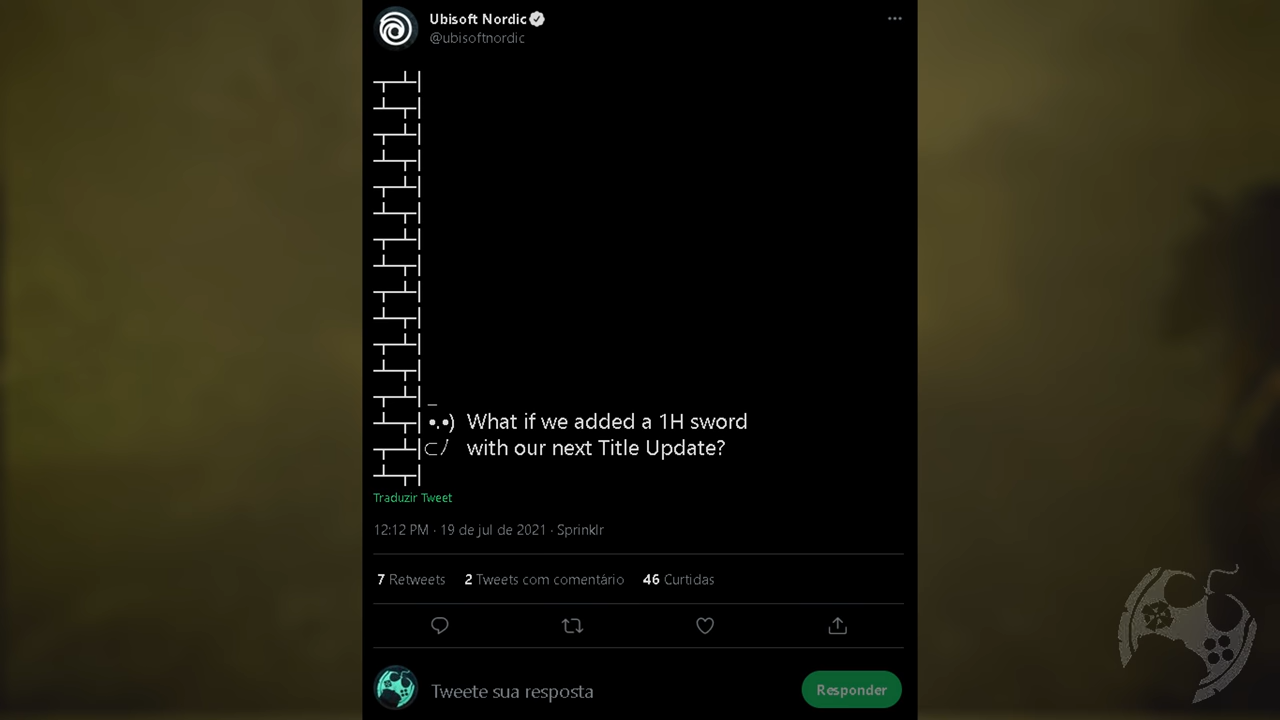 Ubisoft Nordic
@ubisoftnordic
What if we added a 1H sword
with our next Title Update?
Traduzir Tweet
12:12 PM · 19 de jul de 2021 · Sprinklr
7 Retweets 2 Tweets com comentário 46 Curtidas
Tweete sua resposta
Responder